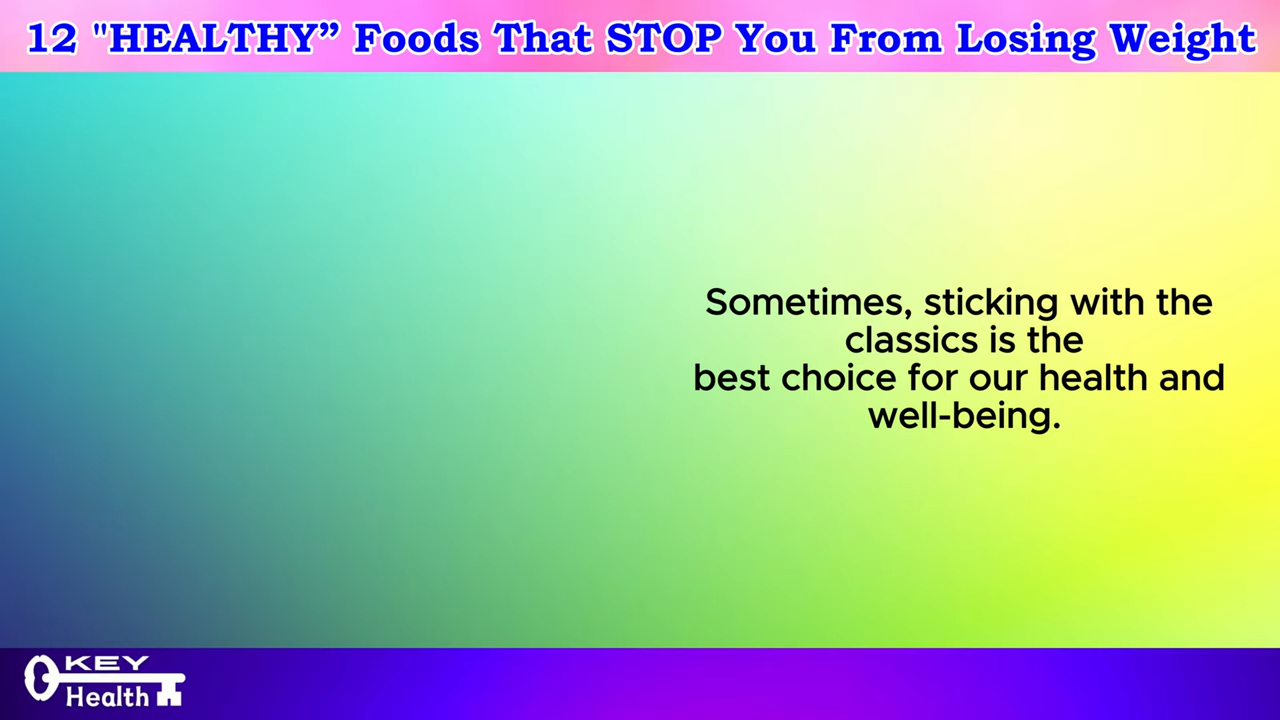 12 "HEALTHY” Foods That STOP You From Losing Weight
Sometimes, sticking with the
classics is the
best choice for our health and
well-being.
KEY
Health